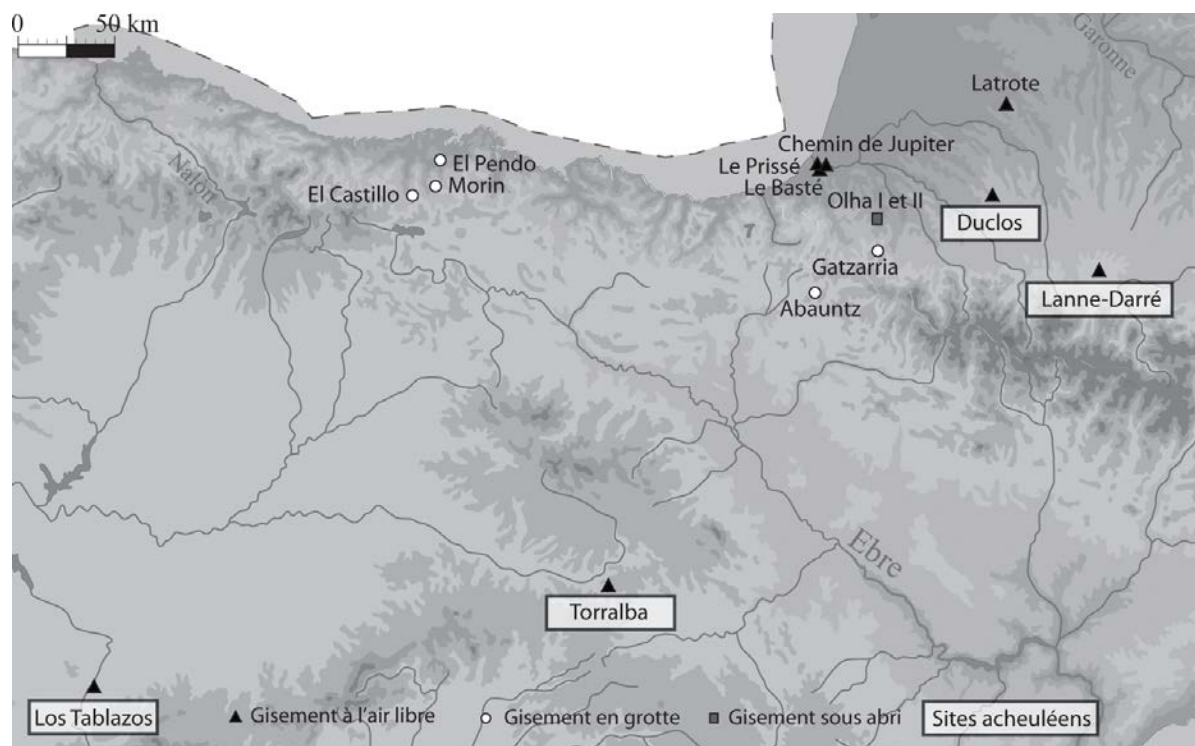 0 50 km
Garonne
Latrote
Nalón
Chemin de Jupiter
El Pendo
Le Prissé
Morin
Le Basté
El Castillo
Olha I et II
Duclos
Gatzarria
Lanne-Darré
Abauntz
Ebre
Torralba
Los Tablazos
Gisement à l'air libre
Gisement en grotte
Gisement sous abri
Sites acheuléens